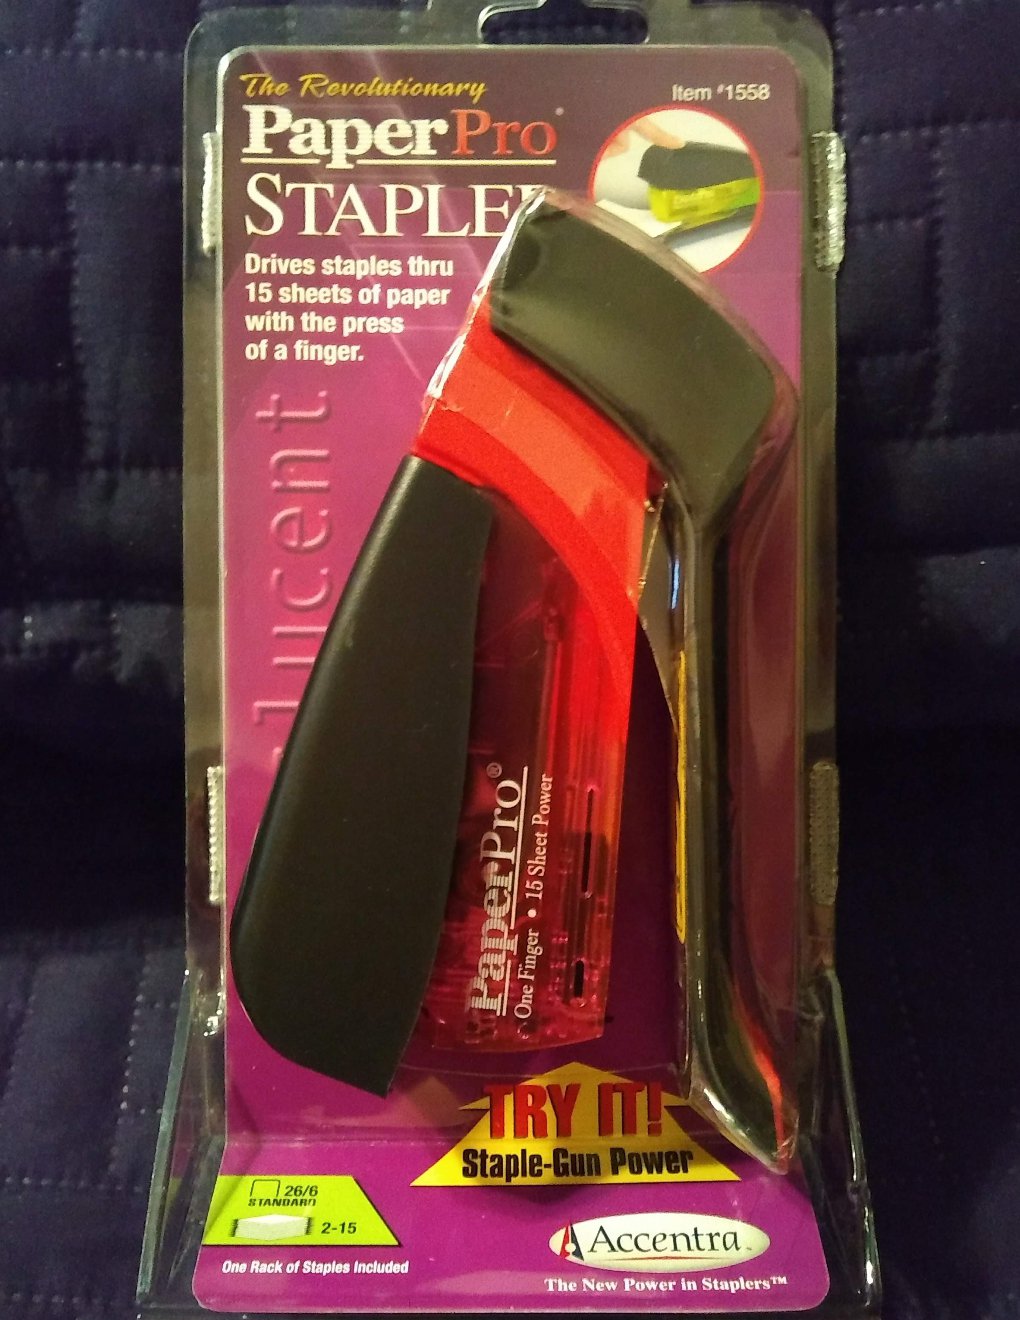 The Revolutionary
Item #1558
PaperPro®
STAPLE
Drives staples thru
15 sheets of paper
with the press
of a finger.
lucent
PaperPro®
One Finger • 15 Sheet Power
TRY IT!
Staple-Gun Power
26/6
STANDARD
2-15
One Rack of Staples Included
Accentra™
The New Power in Staplers™